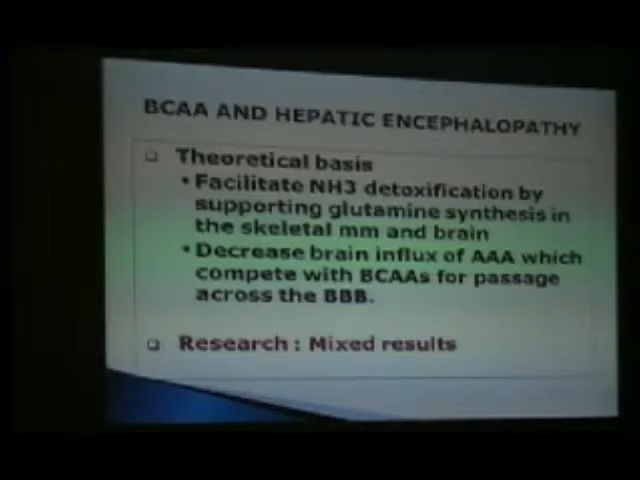 BCAA AND HEPATIC ENCEPHALOPATHY
Theoretical basis
• Facilitate NH3 detoxification by
supporting glutamine synthesis in
the skeletal mm and brain
• Decrease brain influx of AAA which
compete with BCAAs for passage
across the BBB.
Research : Mixed results